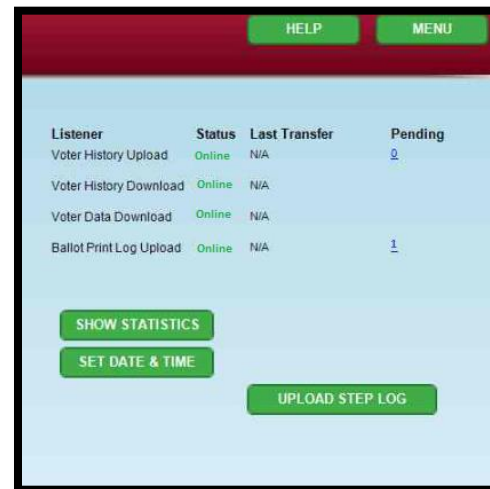 HELP MENU
Listener Status Last Transfer Pending
Voter History Upload Online N/A 0
Voter History Download Online N/A
Voter Data Download Online N/A
Ballot Print Log Upload Online N/A 1
SHOW STATISTICS
SET DATE & TIME
UPLOAD STEP LOG